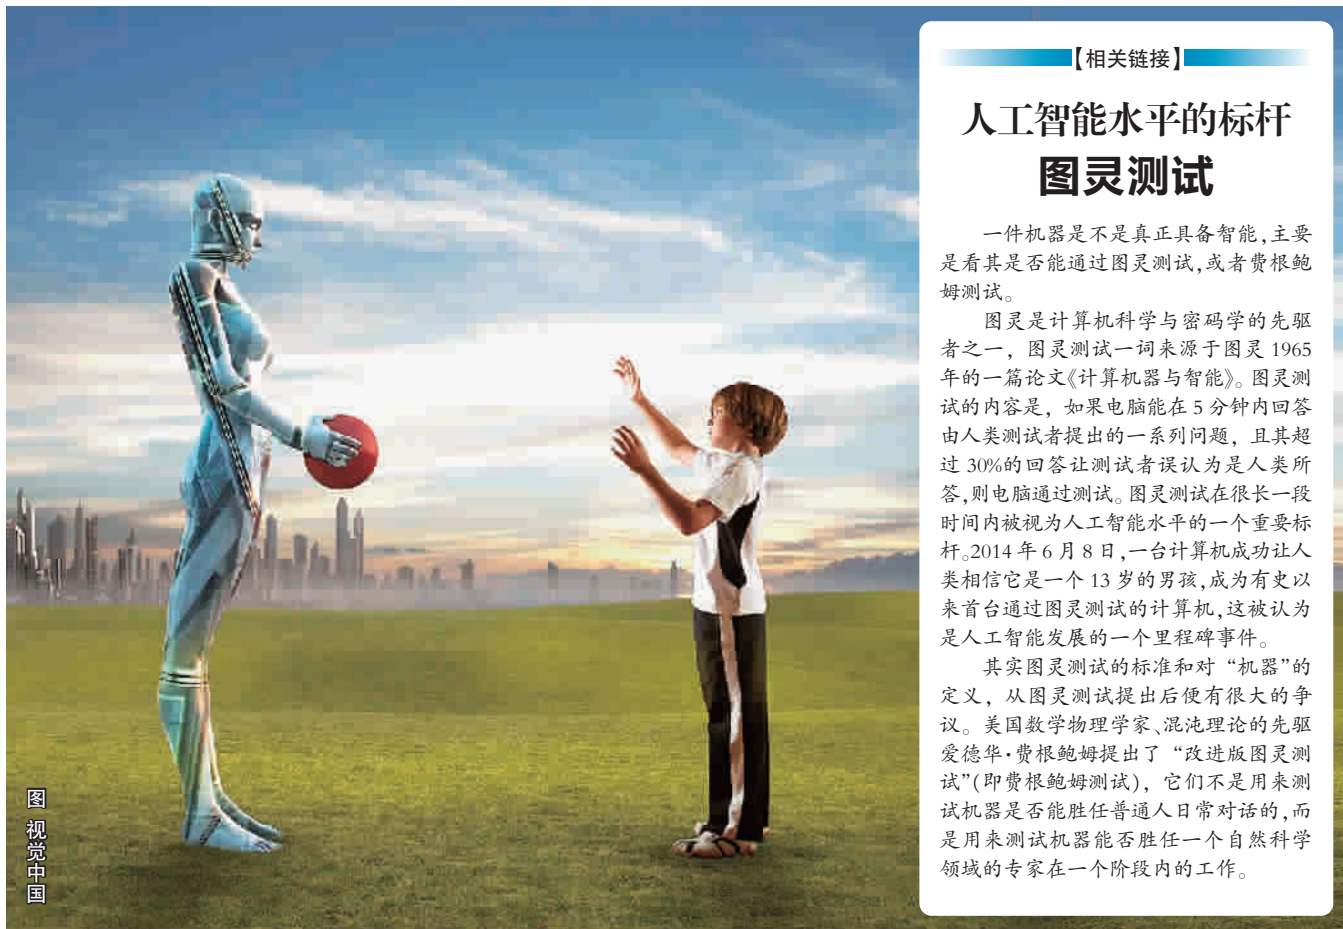 【相关链接】
人工智能水平的标杆
图灵测试
一件机器是不是真正具备智能,主要
是看其是否能通过图灵测试,或者费根鲍
姆测试。
图灵是计算机科学与密码学的先驱
者之一，图灵测试一词来源于图灵 1965
年的一篇论文《计算机器与智能》。图灵测
试的内容是，如果电脑能在 5 分钟内回答
由人类测试者提出的一系列问题，且其超
过 30%的回答让测试者误认为是人类所
答,则电脑通过测试。图灵测试在很长一段
时间内被视为人工智能水平的一个重要标
杆。2014 年 6 月 8 日,一台计算机成功让人
类相信它是一个 13 岁的男孩,成为有史以
来首台通过图灵测试的计算机,这被认为
是人工智能发展的一个里程碑事件。
其实图灵测试的标准和对“机器”的
定义，从图灵测试提出后便有很大的争
议。美国数学物理学家、混沌理论的先驱
爱德华·费根鲍姆提出了“改进版图灵测
试”(即费根鲍姆测试)，它们不是用来测
试机器是否能胜任普通人日常对话的,而
是用来测试机器能否胜任一个自然科学
领域的专家在一个阶段内的工作。
图 视觉中国